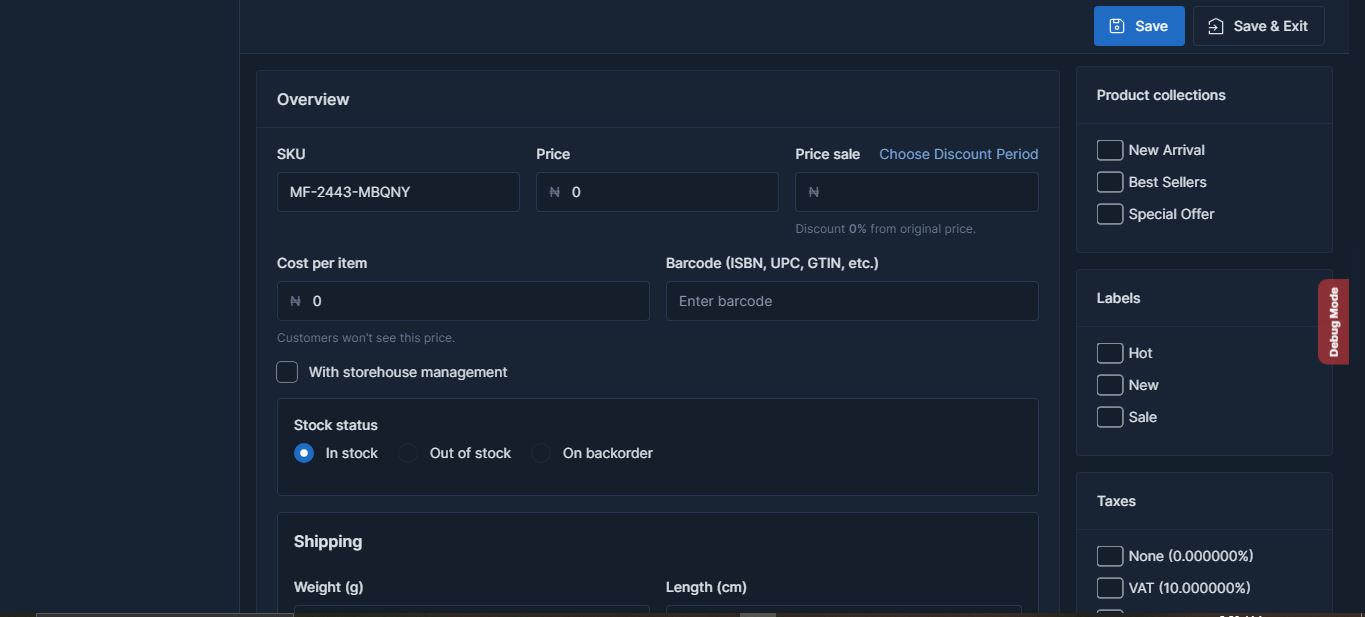 Save
Save & Exit
Overview
SKU
Price
Price sale
Choose Discount Period
MF-2443-MBQNY
₦ 0
₦
Discount 0% from original price.
Cost per item
Barcode (ISBN, UPC, GTIN, etc.)
₦ 0
Enter barcode
Customers won't see this price.
With storehouse management
Stock status
In stock
Out of stock
On backorder
Shipping
Weight (g)
Length (cm)
Product collections
New Arrival
Best Sellers
Special Offer
Labels
Hot
New
Sale
Debug Mode
Taxes
None (0.000000%)
VAT (10.000000%)